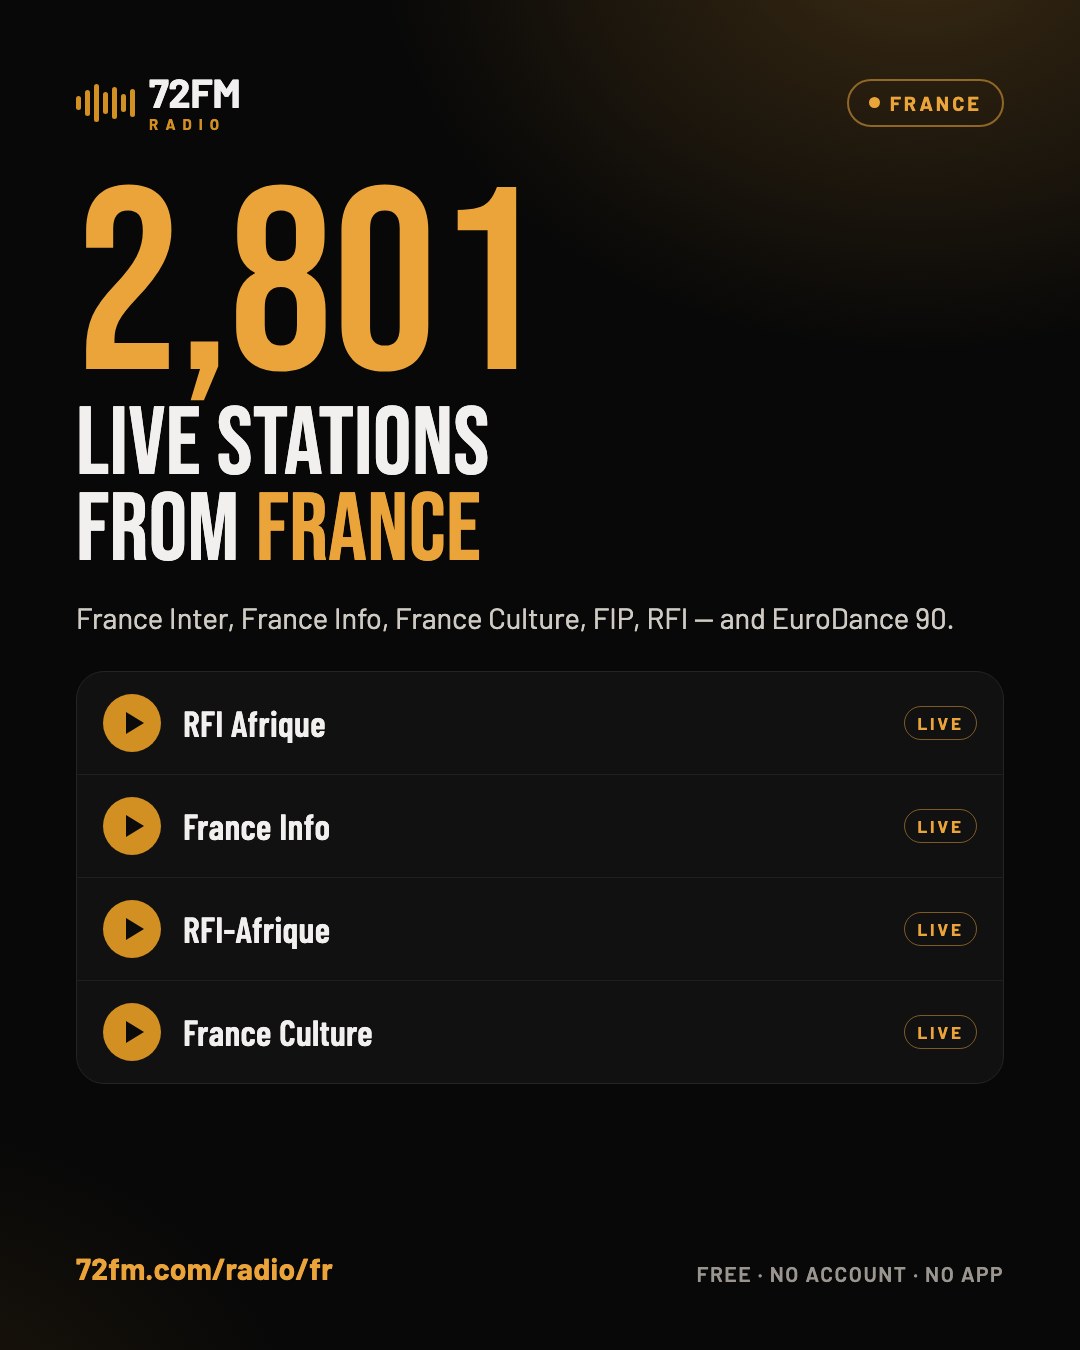 72FM
RADIO
FRANCE
2,801
LIVE STATIONS
FROM FRANCE
France Inter, France Info, France Culture, FIP, RFI — and EuroDance 90.
RFI Afrique
LIVE
France Info
LIVE
RFI-Afrique
LIVE
France Culture
LIVE
72fm.com/radio/fr
FREE · NO ACCOUNT · NO APP